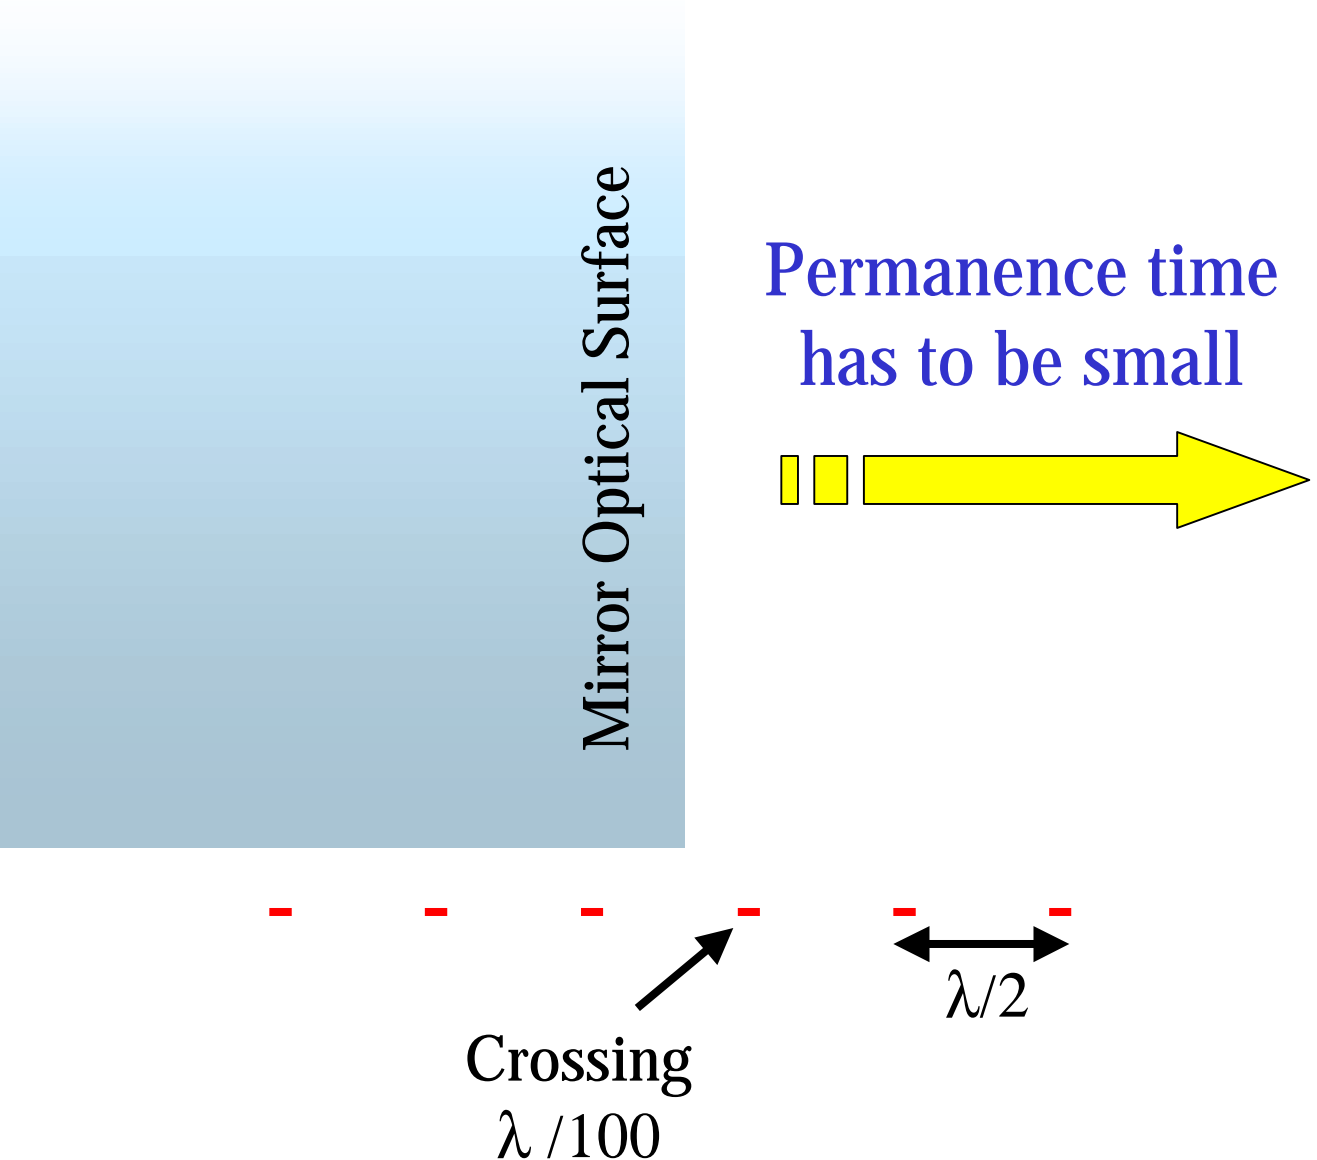 Mirror Optical Surface
Permanence time
has to be small
λ/2
Crossing
λ /100